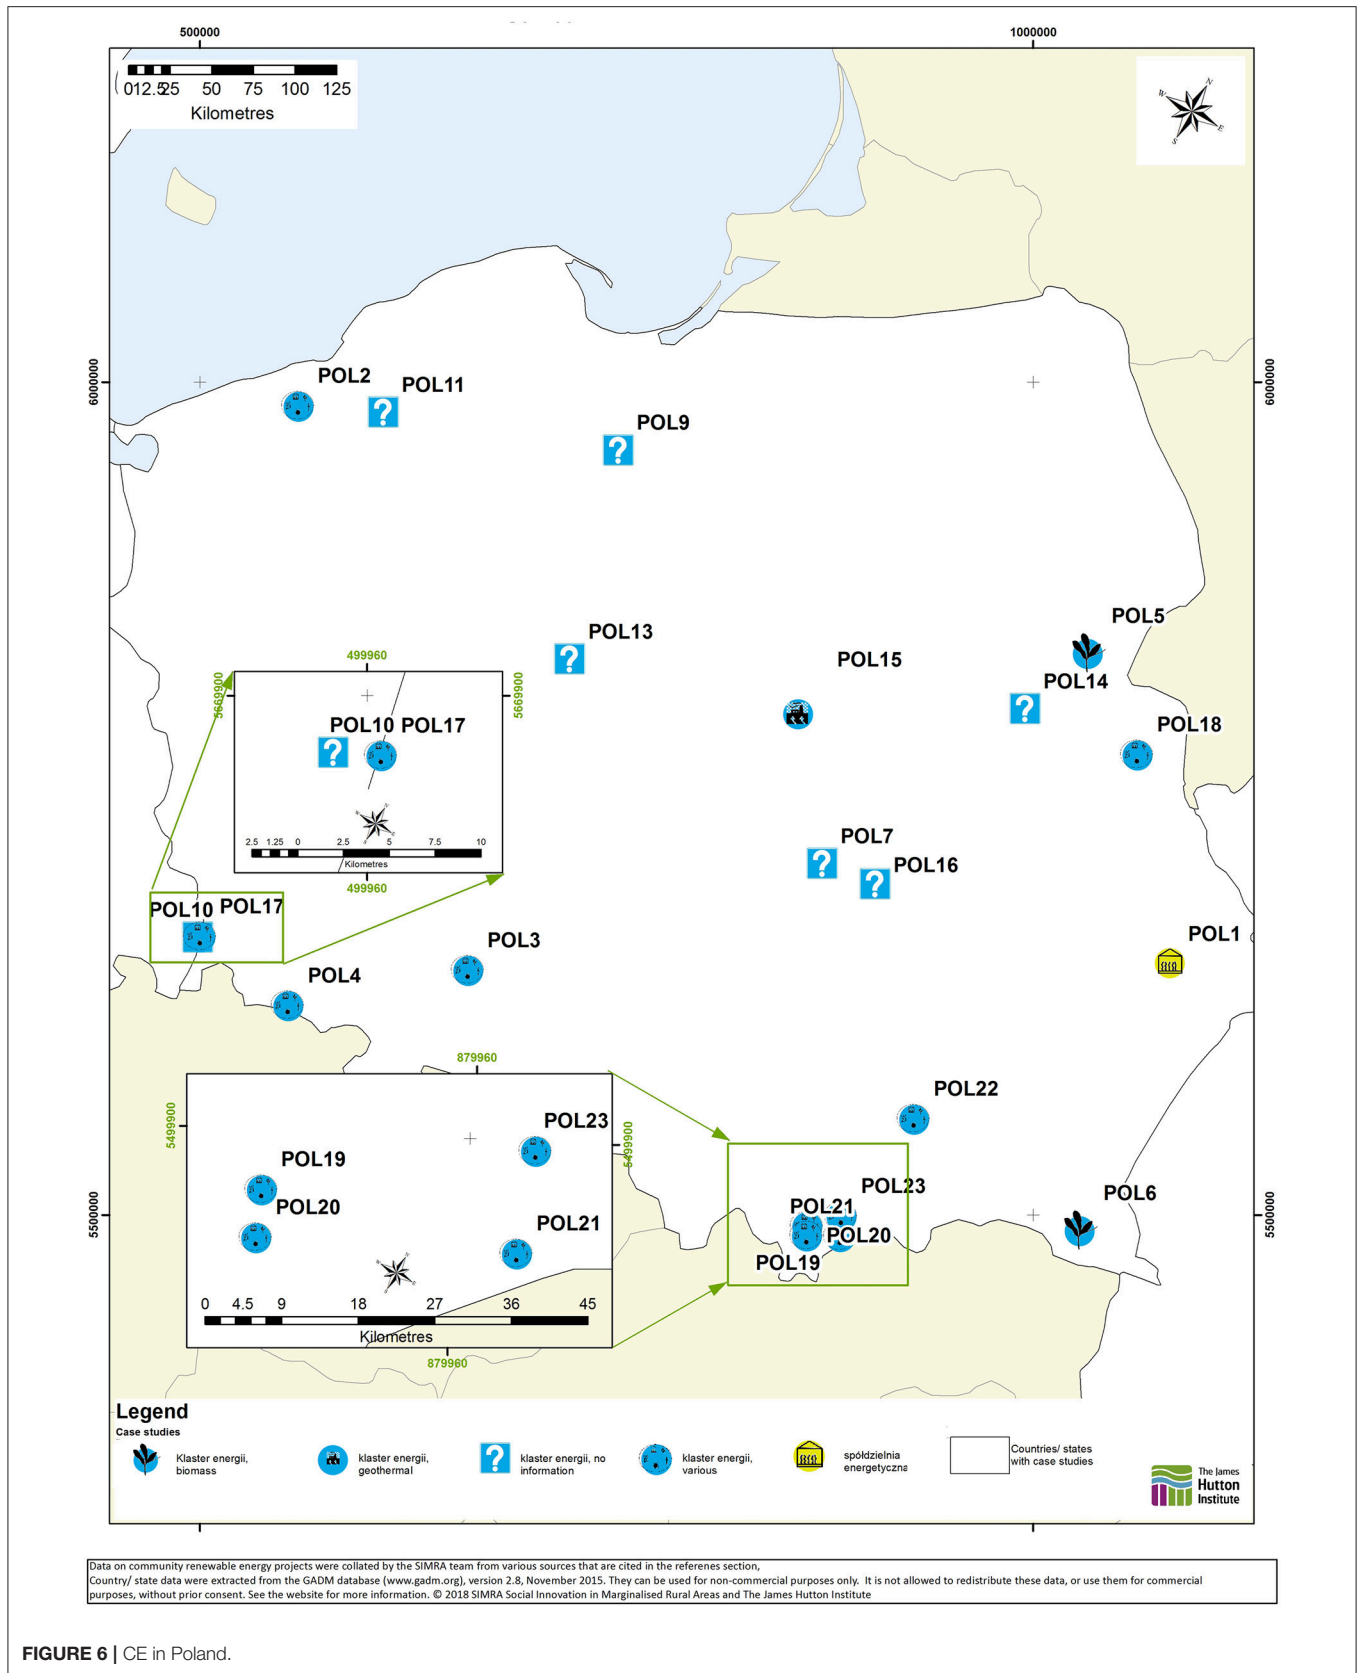 500000
1000000
012.525 50 75 100 125
Kilometres
N
W
E
S
6000000
6000000
POL2
POL11
POL9
POL5
POL13
POL15
POL14
POL18
499960
5669900
5669900
POL10 POL17
2.5 1.25 0 2.5 5 7.5 10
Kilometres
499960
POL7
POL16
POL10 POL17
POL1
POL3
POL4
879960
5499900
5499900
POL23
POL19
POL20
POL21
0 4.5 9 18 27 36 45
Kilometres
879960
POL22
POL23
POL21
POL20
POL19
POL6
5500000
5500000
Legend
Case studies
Klaster energii,
biomass
klaster energii,
geothermal
klaster energii, no
information
klaster energii,
various
spółdzielnia
energetyczna
Countries/ states
with case studies
The James
Hutton
Institute
Data on community renewable energy projects were collated by the SIMRA team from various sources that are cited in the referenes section,
Country/ state data were extracted from the GADM database (www.gadm.org), version 2.8, November 2015. They can be used for non-commercial purposes only. It is not allowed to redistribute these data, or use them for commercial
purposes, without prior consent. See the website for more information. © 2018 SIMRA Social Innovation in Marginalised Rural Areas and The James Hutton Institute
FIGURE 6 | CE in Poland.